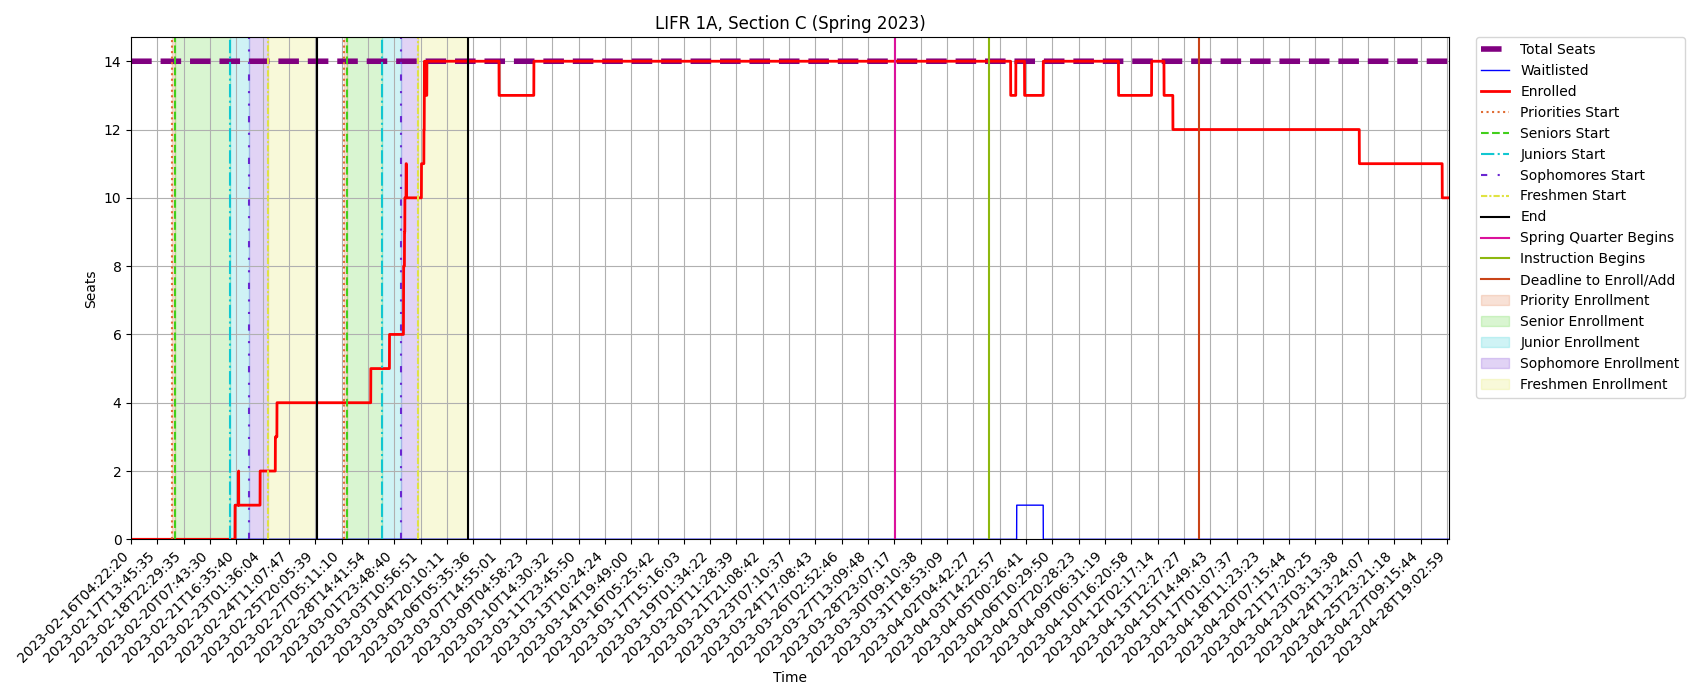 LIFR 1A, Section C (Spring 2023)
14
12
10
8
6
4
2
0
Seats
2023-02-16T04:22:20
2023-02-17T13:45:35
2023-02-18T22:29:35
2023-02-20T07:43:30
2023-02-21T16:35:40
2023-02-23T01:36:04
2023-02-24T11:07:47
2023-02-25T20:05:39
2023-02-27T05:11:10
2023-02-28T14:41:54
2023-03-01T23:48:40
2023-03-03T10:56:51
2023-03-04T20:10:11
2023-03-06T05:35:36
2023-03-07T14:55:01
2023-03-09T04:58:23
2023-03-10T14:30:32
2023-03-11T23:45:50
2023-03-13T10:24:24
2023-03-14T19:49:00
2023-03-16T05:25:42
2023-03-17T15:16:03
2023-03-19T01:34:22
2023-03-20T11:28:39
2023-03-21T21:08:42
2023-03-23T07:10:37
2023-03-24T17:08:43
2023-03-26T02:52:46
2023-03-27T13:09:48
2023-03-28T23:07:17
2023-03-30T09:10:38
2023-03-31T18:53:09
2023-04-02T04:42:27
2023-04-03T14:22:57
2023-04-05T00:26:41
2023-04-06T10:29:50
2023-04-07T20:28:23
2023-04-09T06:31:19
2023-04-10T16:20:58
2023-04-12T02:17:14
2023-04-13T12:27:27
2023-04-15T14:49:43
2023-04-17T01:07:37
2023-04-18T11:23:23
2023-04-20T07:15:44
2023-04-21T17:20:25
2023-04-23T03:13:38
2023-04-24T13:24:07
2023-04-25T23:21:18
2023-04-27T09:15:44
2023-04-28T19:02:59
Time
Total Seats
Waitlisted
Enrolled
Priorities Start
Seniors Start
Juniors Start
Sophomores Start
Freshmen Start
End
Spring Quarter Begins
Instruction Begins
Deadline to Enroll/Add
Priority Enrollment
Senior Enrollment
Junior Enrollment
Sophomore Enrollment
Freshmen Enrollment